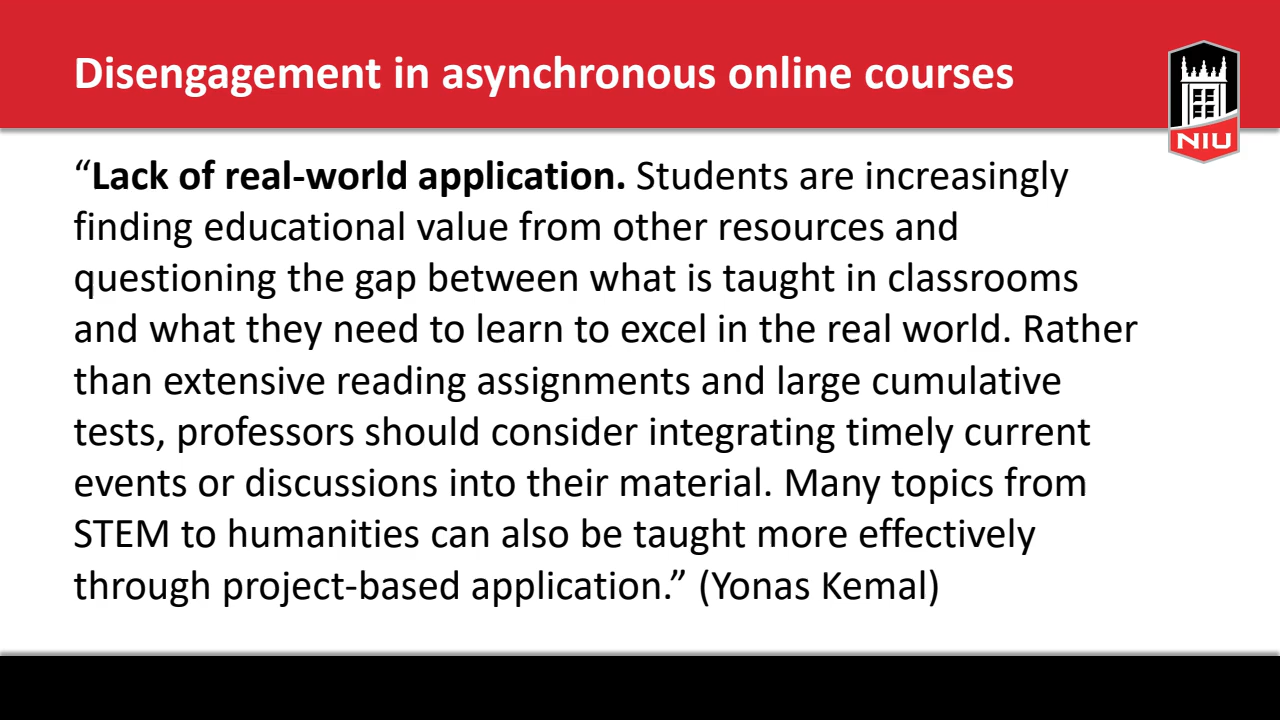 Disengagement in asynchronous online courses
NIU
“Lack of real-world application. Students are increasingly
finding educational value from other resources and
questioning the gap between what is taught in classrooms
and what they need to learn to excel in the real world. Rather
than extensive reading assignments and large cumulative
tests, professors should consider integrating timely current
events or discussions into their material. Many topics from
STEM to humanities can also be taught more effectively
through project-based application.” (Yonas Kemal)